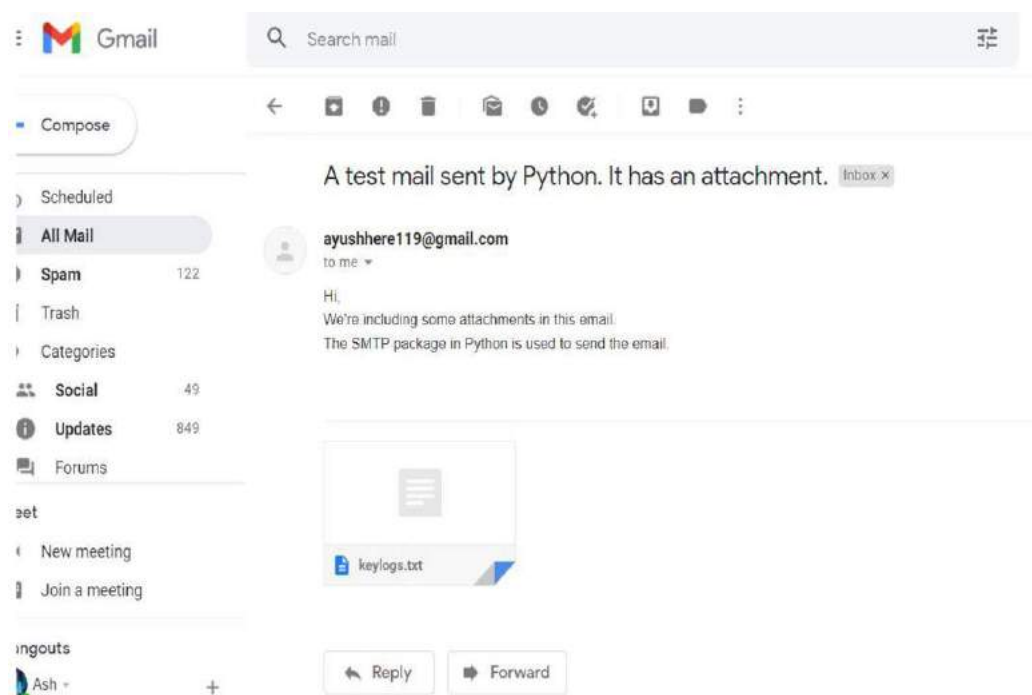 Gmail
Search mail
Compose
Scheduled
All Mail
Spam 122
Trash
Categories
Social 49
Updates 849
Forums
New meeting
Join a meeting
Ash
A test mail sent by Python. It has an attachment. Inbox ×
ayushhere119@gmail.com
to me
Hi,
We're including some attachments in this email.
The SMTP package in Python is used to send the email.
keylogs.txt
Reply Forward